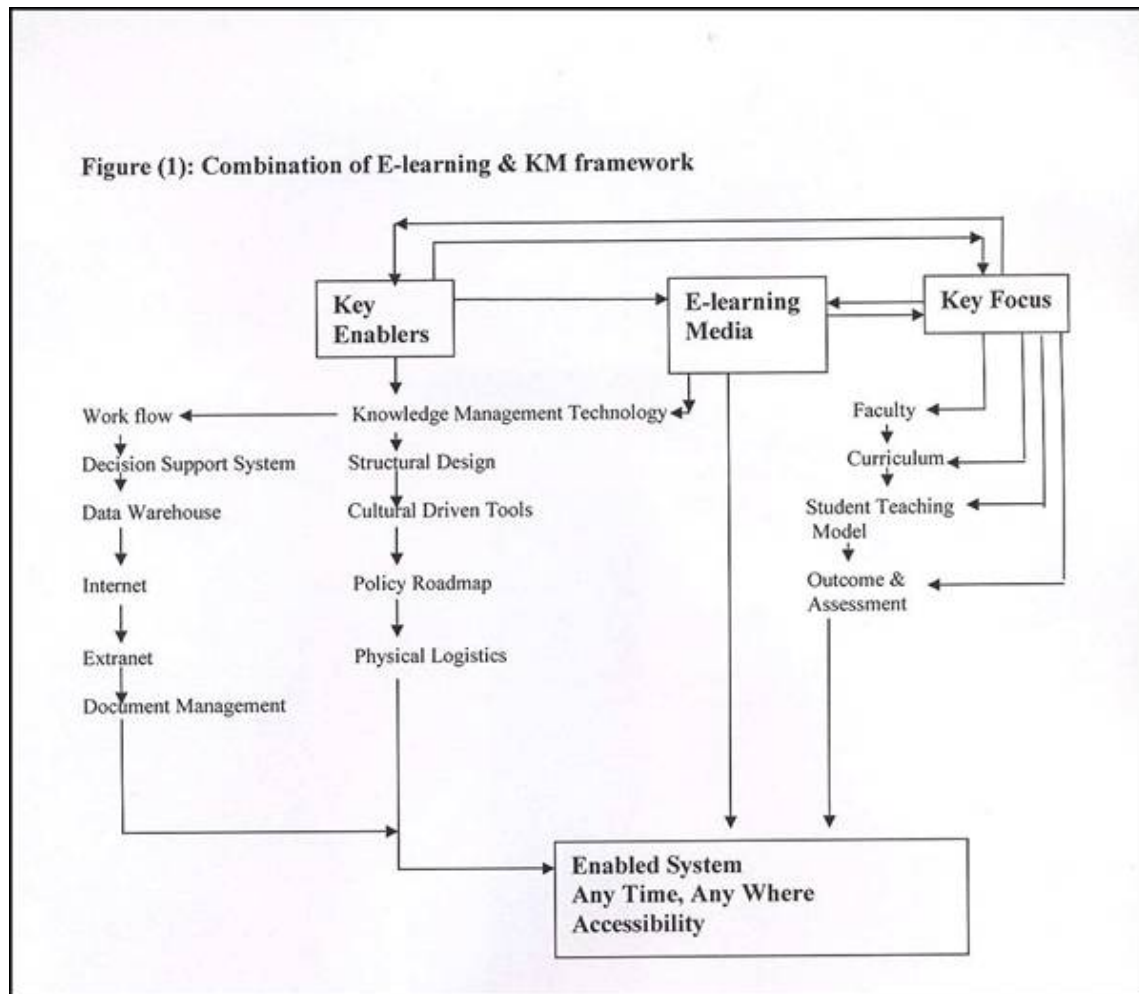 Figure (1): Combination of E-learning & KM framework
Key
Enablers
E-learning
Media
Key Focus
Work flow
Knowledge Management Technology
Faculty
Decision Support System
Structural Design
Curriculum
Data Warehouse
Cultural Driven Tools
Student Teaching
Model
Internet
Policy Roadmap
Outcome &
Assessment
Extranet
Physical Logistics
Document Management
Enabled System
Any Time, Any Where
Accessibility